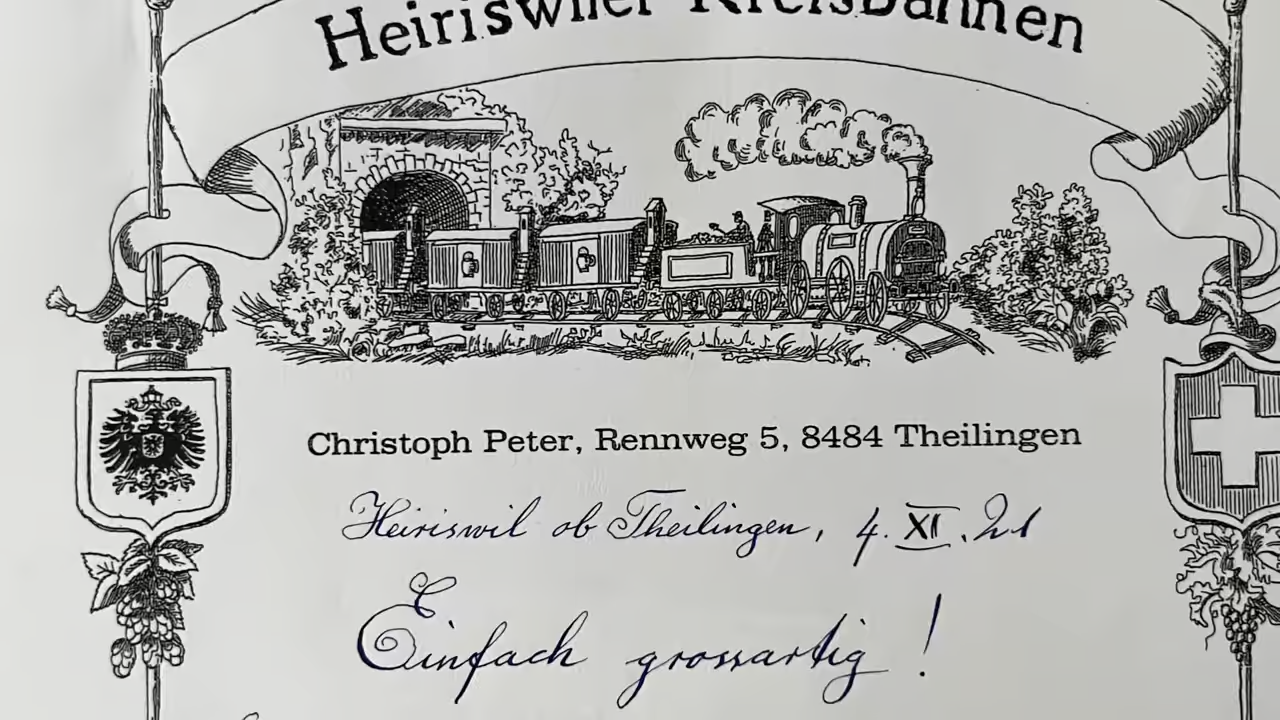 Heiriswiler Kreisbahnen
Christoph Peter, Rennweg 5, 8484 Theilingen
Heiriswil ob Theilingen, 4. XI. 21
Einfach grossartig!